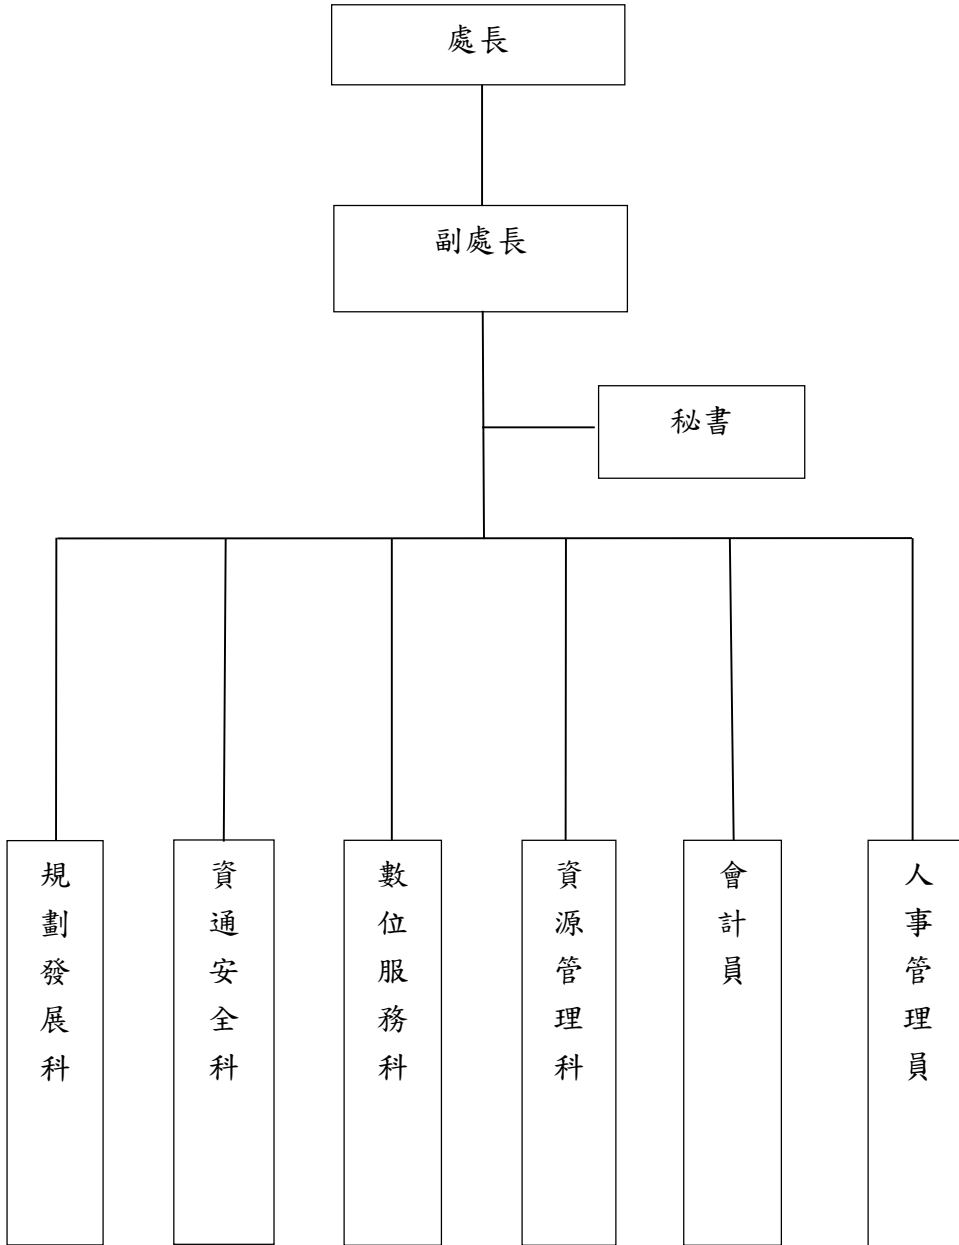 處長
副處長
秘書
規劃發展科
資通安全科
數位服務科
資源管理科
會計員
人事管理員